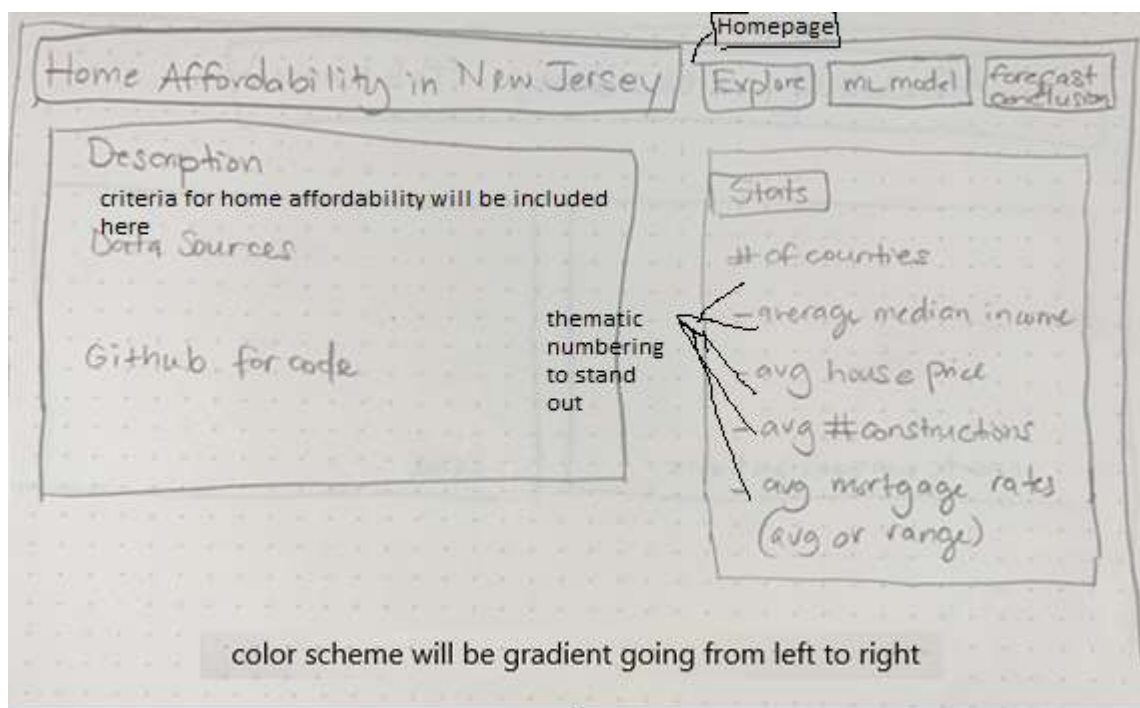 Homepage
Home Affordability in New Jersey
Explore
ML model
forecast
conclusion
Description
criteria for home affordability will be included
here
Data Sources
Github for code
thematic
numbering
to stand
out
Stats
# of counties
- average median income
- avg house price
- avg # constructions
- avg mortgage rates
(avg or range)
color scheme will be gradient going from left to right